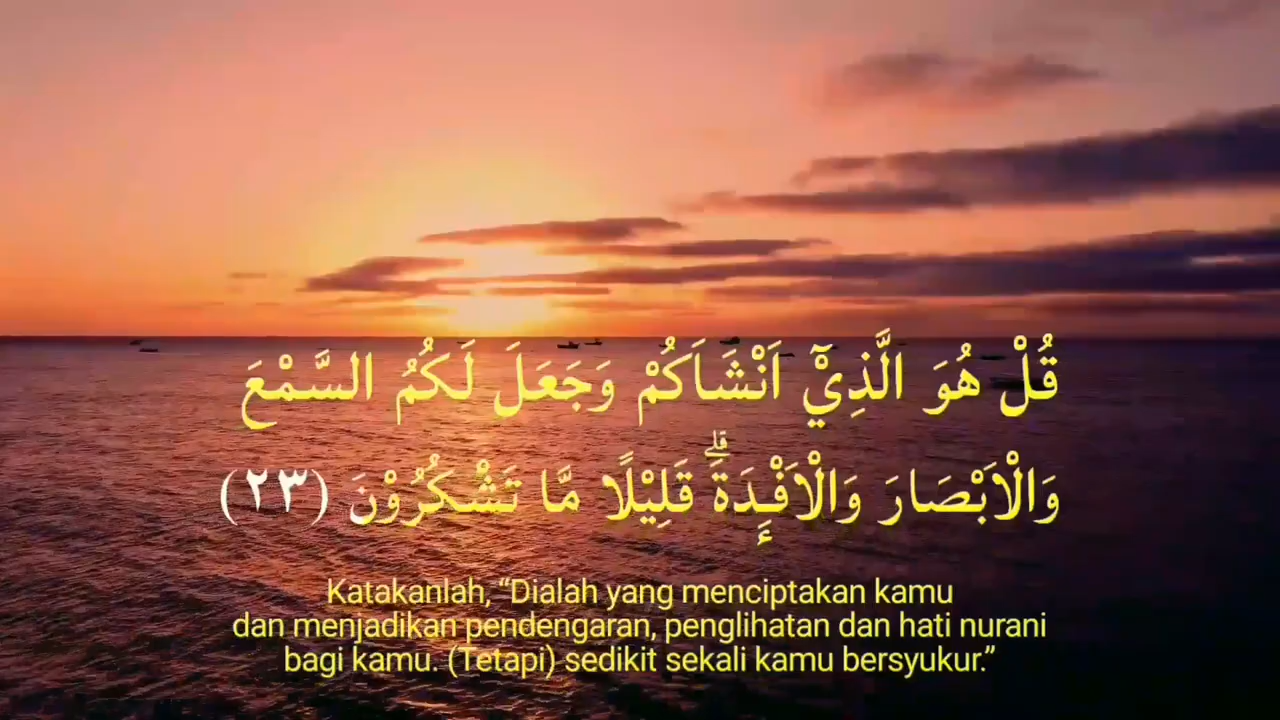 قُلْ هُوَ الَّذِيْٓ اَنْشَاَكُمْ وَجَعَلَ لَكُمُ السَّمْعَ
وَالْاَبْصَارَ وَالْاَفْـِٕدَةَۗ قَلِيْلًا مَّا تَشْكُرُوْنَ (٢٣)
Katakanlah, “Dialah yang menciptakan kamu
dan menjadikan pendengaran, penglihatan dan hati nurani
bagi kamu. (Tetapi) sedikit sekali kamu bersyukur.”